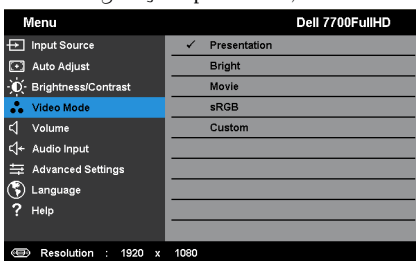 Menu Dell 7700FullHD
Input Source ✓ Presentation
Auto Adjust Bright
Brightness/Contrast Movie
Video Mode sRGB
Volume Custom
Audio Input
Advanced Settings
Language
? Help
Resolution : 1920 x 1080